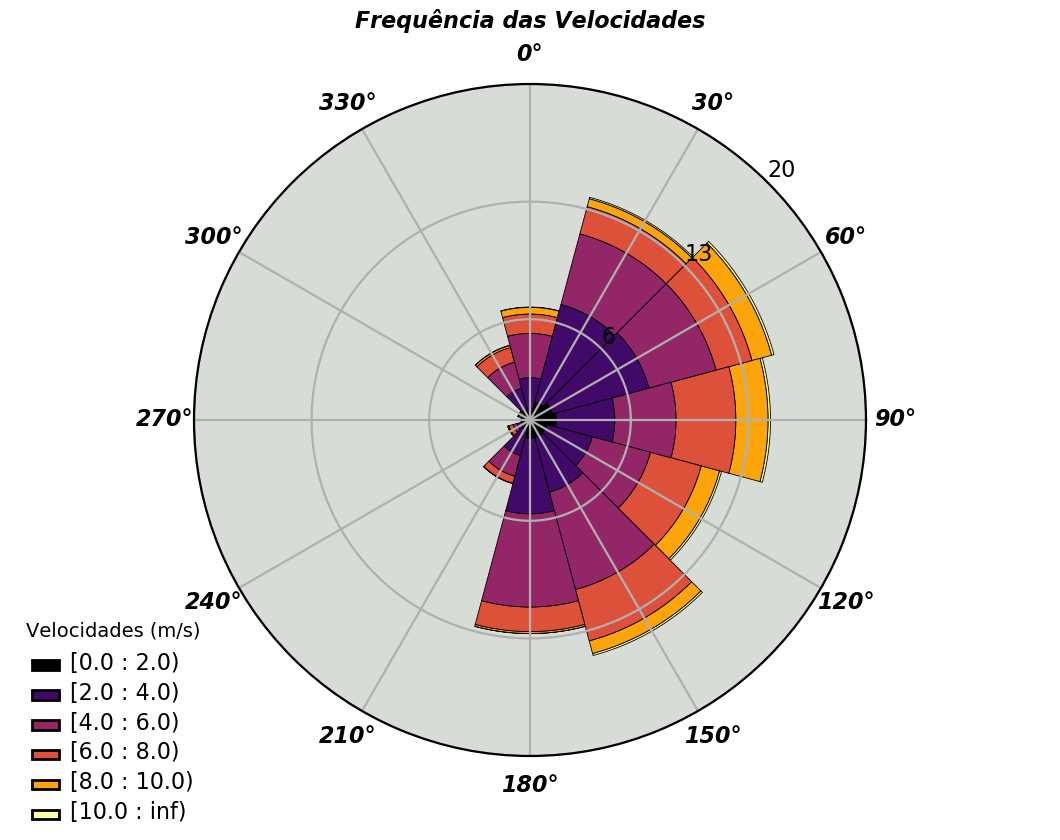 Frequência das Velocidades
0°
330°
30°
20
300°
60°
13
6
270°
90°
240°
120°
210°
150°
180°
Velocidades (m/s)
[0.0 : 2.0)
[2.0 : 4.0)
[4.0 : 6.0)
[6.0 : 8.0)
[8.0 : 10.0)
[10.0 : inf)